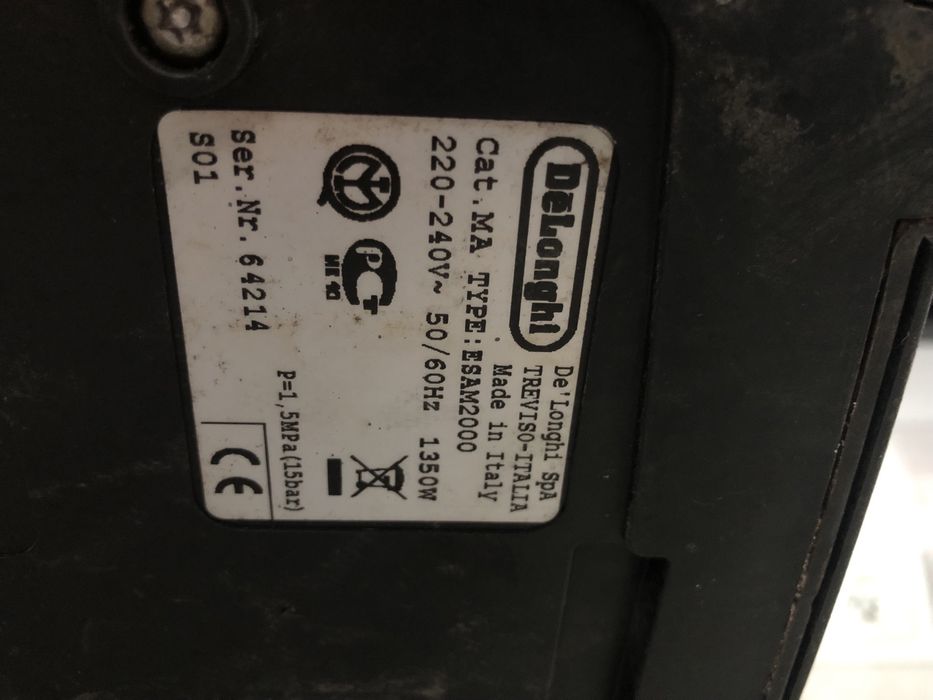 DeLonghi
De'Longhi SpA
TREVISO-ITALIA
Made in Italy
Cat.MA TYPE:ESAM2000
220-240V~ 50/60Hz 1350W
PCT
p=1,5MPa(15bar)
Ser.Nr.64214
S01
CE